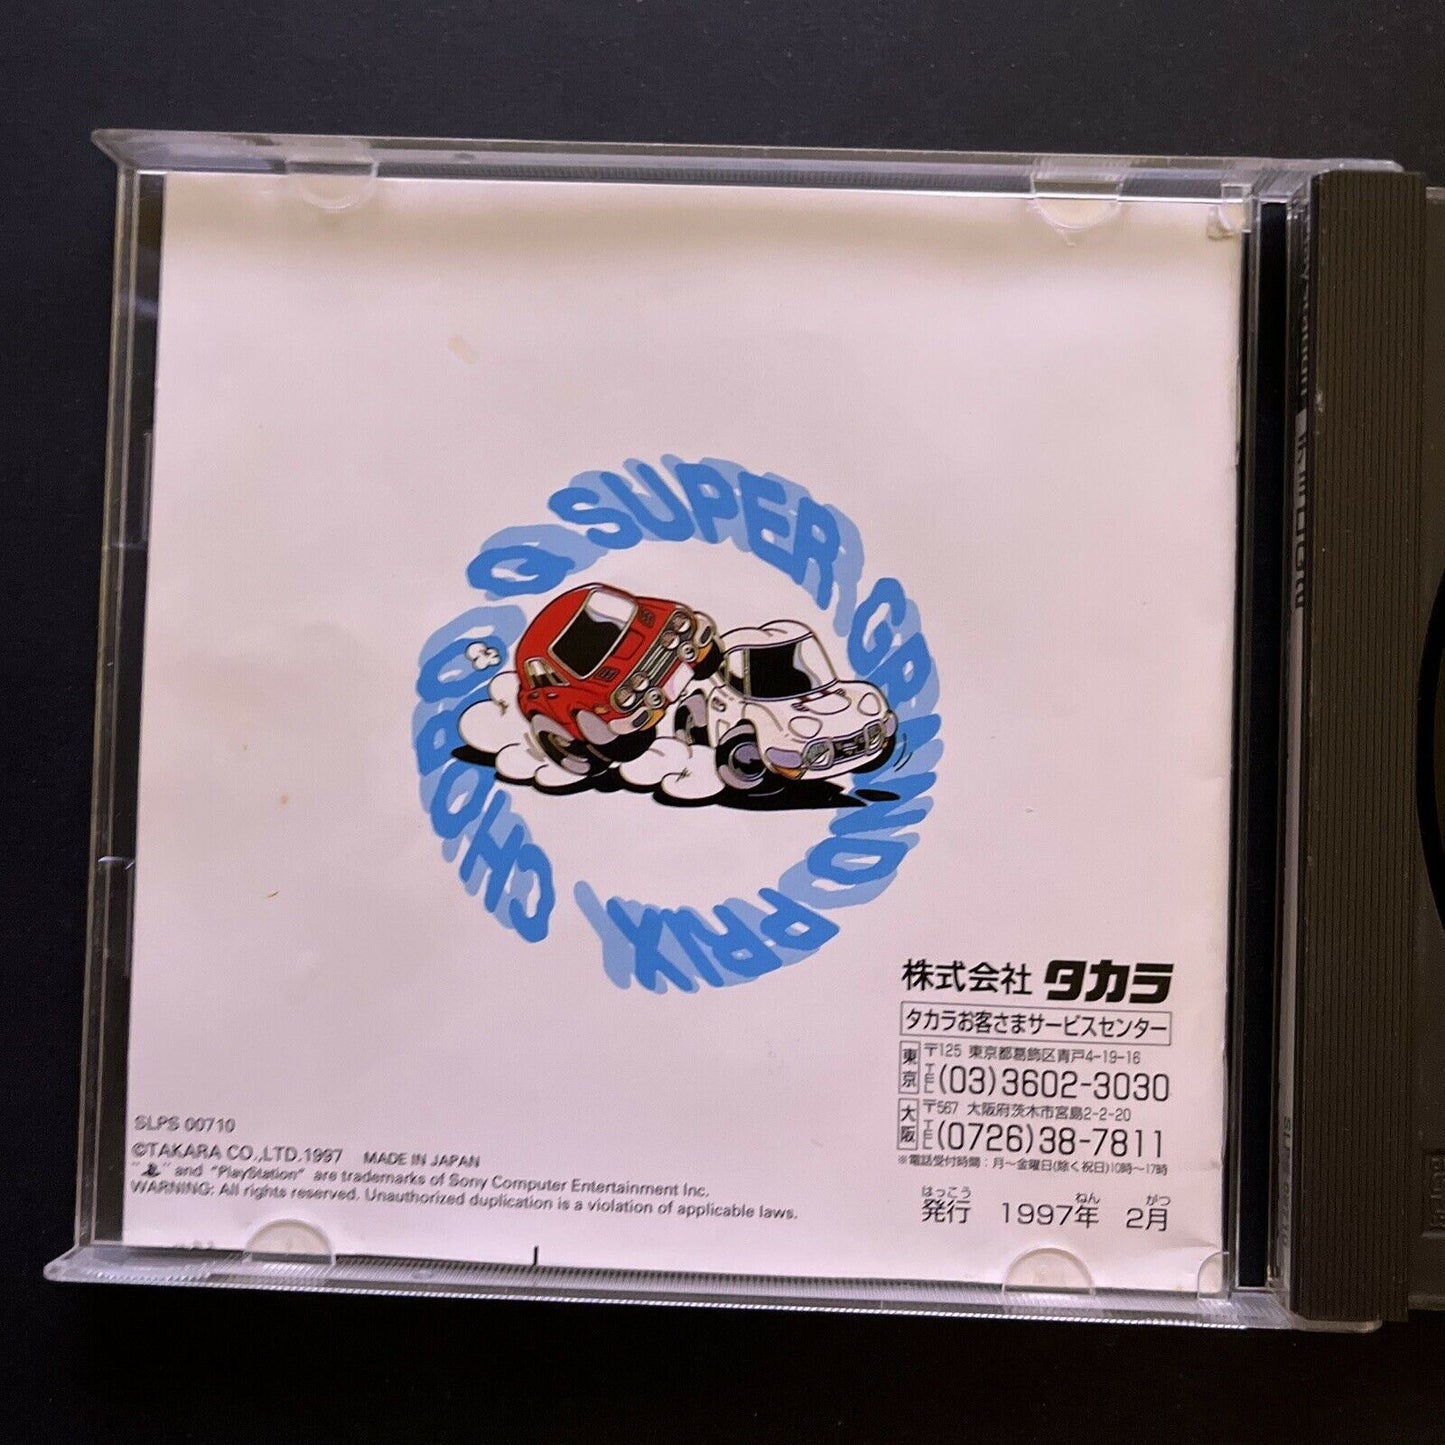 CHORO Q SUPER GRAND PRIX
株式会社 タカラ
タカラお客さまサービスセンター
東京 〒125 東京都葛飾区青戸4-19-16
TEL(03)3602-3030
大阪 〒567 大阪府茨木市宮島2-2-20
TEL(0726)38-7811
※電話受付時間：月〜金曜日(除く祝日)10時〜17時
はっこう ねん がつ
発行 1997年 2月
SLPS 00710
©TAKARA CO.,LTD.1997 MADE IN JAPAN
" " and "PlayStation" are trademarks of Sony Computer Entertainment Inc.
WARNING: All rights reserved. Unauthorized duplication is a violation of applicable laws.